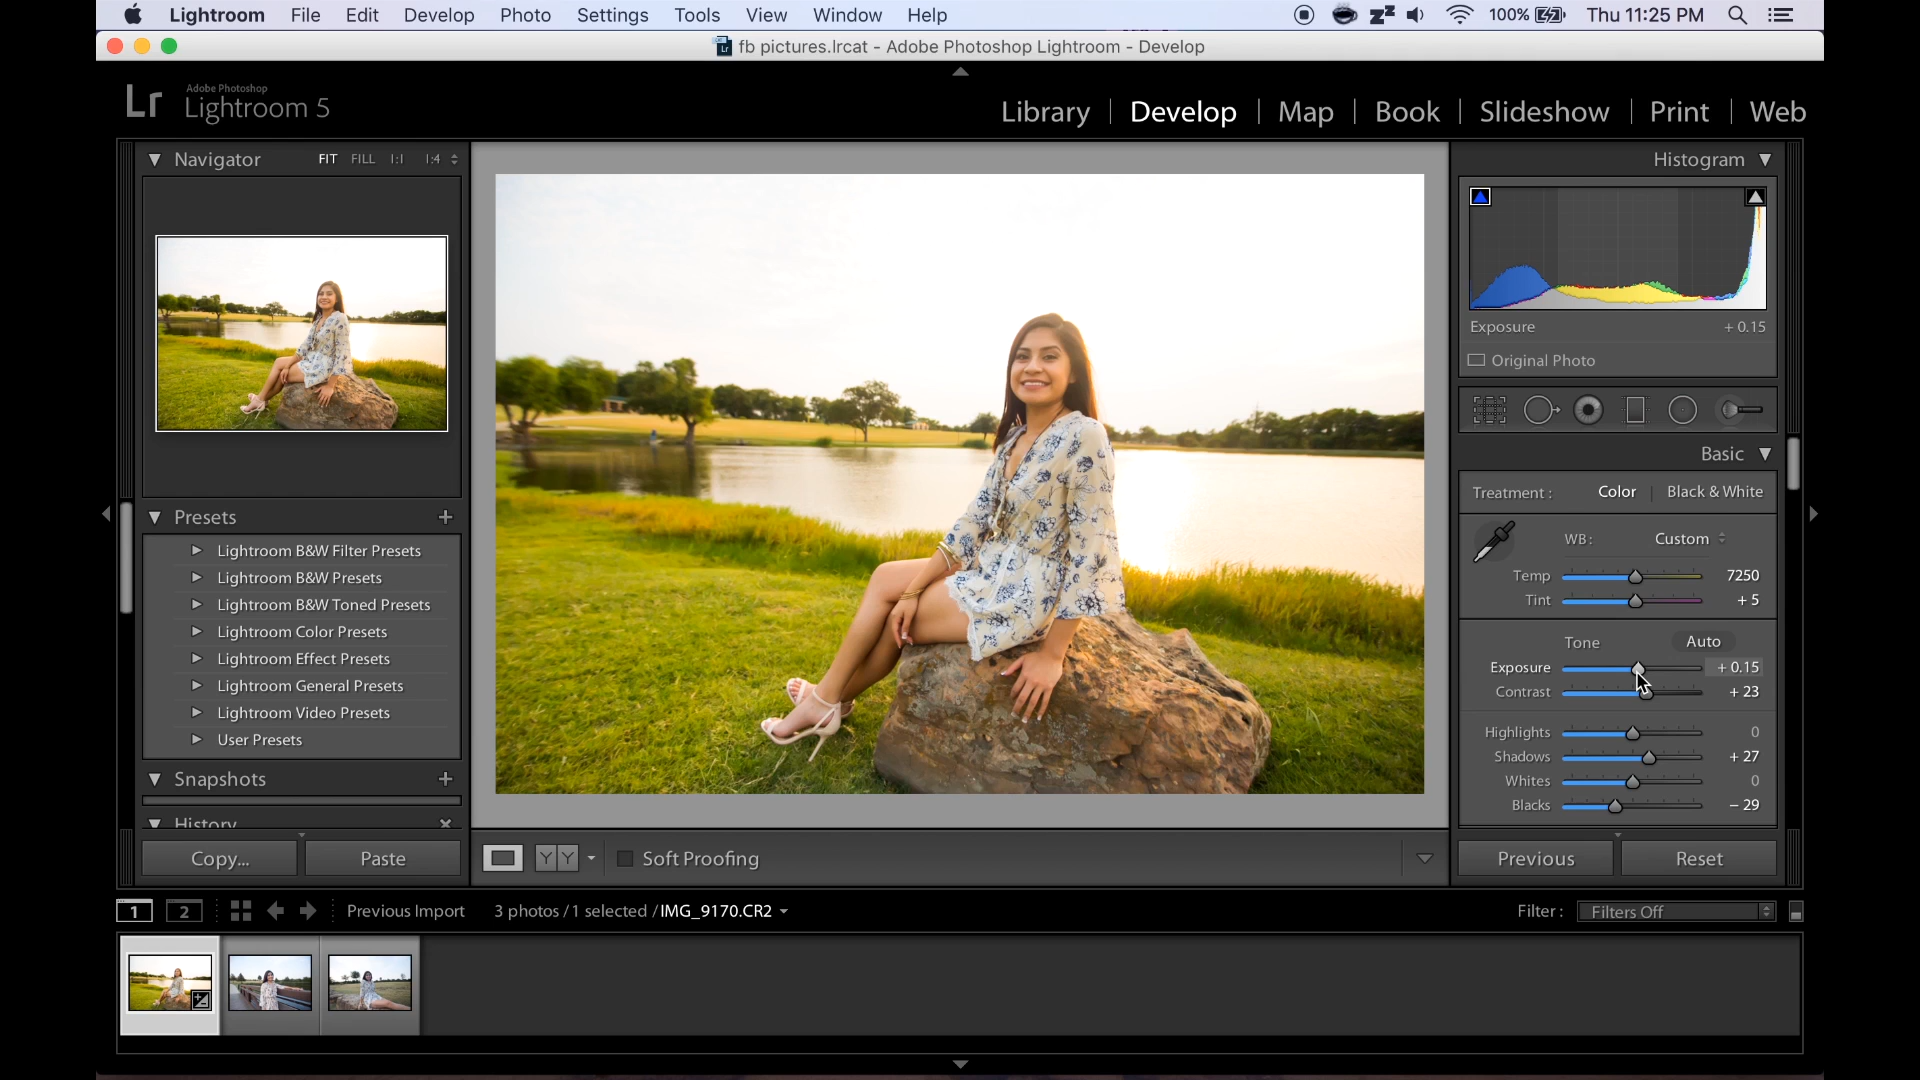 Lightroom File Edit Develop Photo Settings Tools View Window Help 100% Thu 11:25 PM
fb pictures.lrcat - Adobe Photoshop Lightroom - Develop
Lr Adobe Photoshop Lightroom 5
Library | Develop | Map | Book | Slideshow | Print | Web
Navigator FIT FILL 1:1 1:4
Histogram
Exposure + 0.15
Original Photo
Basic
Treatment : Color | Black & White
WB : Custom
Temp 7250
Tint + 5
Tone Auto
Exposure + 0.15
Contrast + 23
Highlights 0
Shadows + 27
Whites 0
Blacks − 29
Previous Reset
Presets +
Lightroom B&W Filter Presets
Lightroom B&W Presets
Lightroom B&W Toned Presets
Lightroom Color Presets
Lightroom Effect Presets
Lightroom General Presets
Lightroom Video Presets
User Presets
Snapshots +
History ×
Copy... Paste
YY Soft Proofing
1 2 Previous Import 3 photos / 1 selected / IMG_9170.CR2
Filter : Filters Off